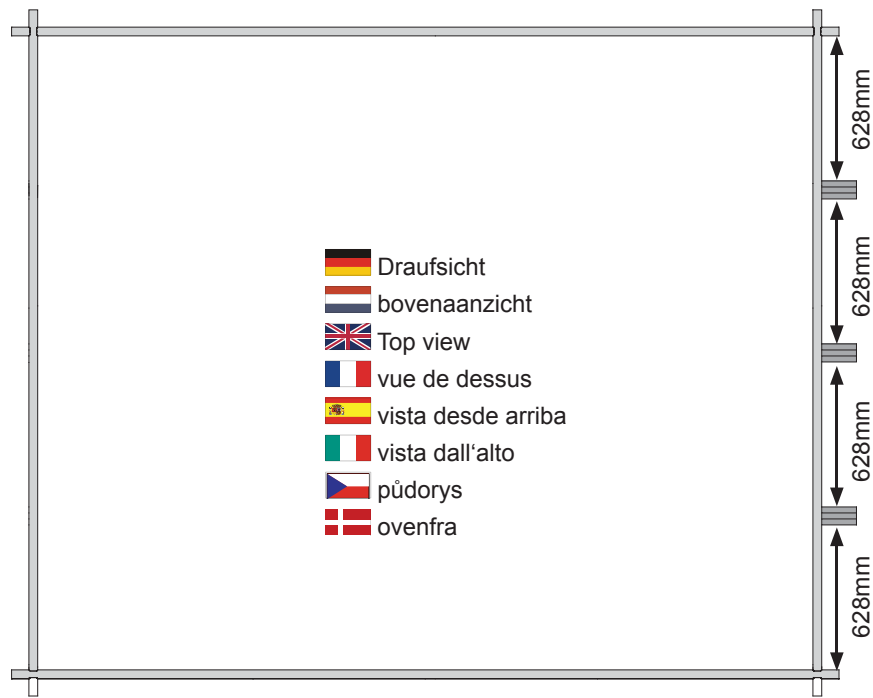 628mm
628mm
Draufsicht
bovenaanzicht
Top view
vue de dessus
vista desde arriba
vista dall‘alto
půdorys
ovenfra
628mm
628mm